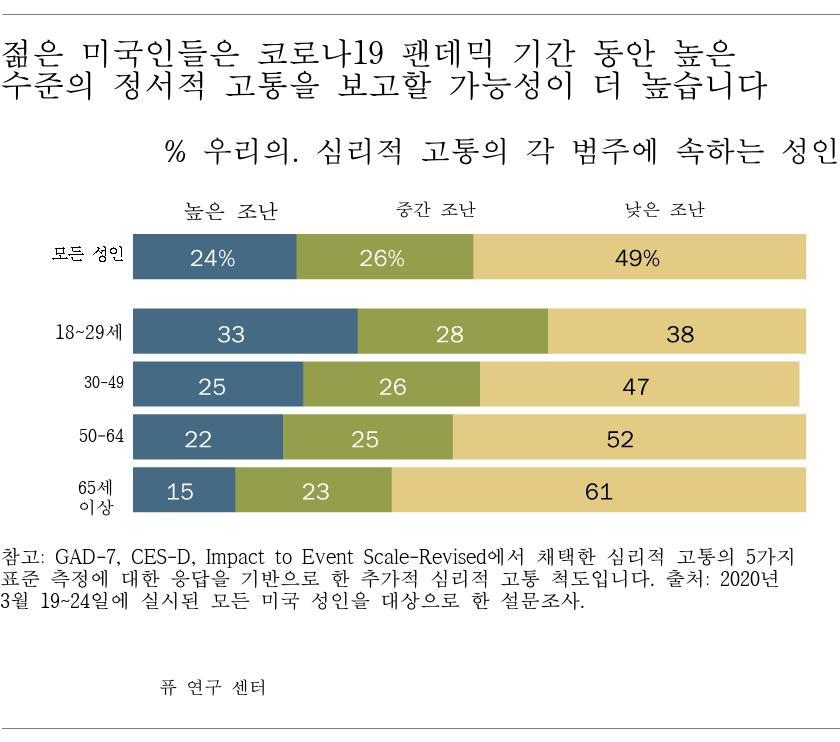 젊은 미국인들은 코로나19 팬데믹 기간 동안 높은
수준의 정서적 고통을 보고할 가능성이 더 높습니다
% 우리의. 심리적 고통의 각 범주에 속하는 성인
높은 조난 중간 조난 낮은 조난
모든 성인 24% 26% 49%
18~29세 33 28 38
30-49 25 26 47
50-64 22 25 52
65세
이상 15 23 61
참고: GAD-7, CES-D, Impact to Event Scale-Revised에서 채택한 심리적 고통의 5가지
표준 측정에 대한 응답을 기반으로 한 추가적 심리적 고통 척도입니다. 출처: 2020년
3월 19~24일에 실시된 모든 미국 성인을 대상으로 한 설문조사.
퓨 연구 센터